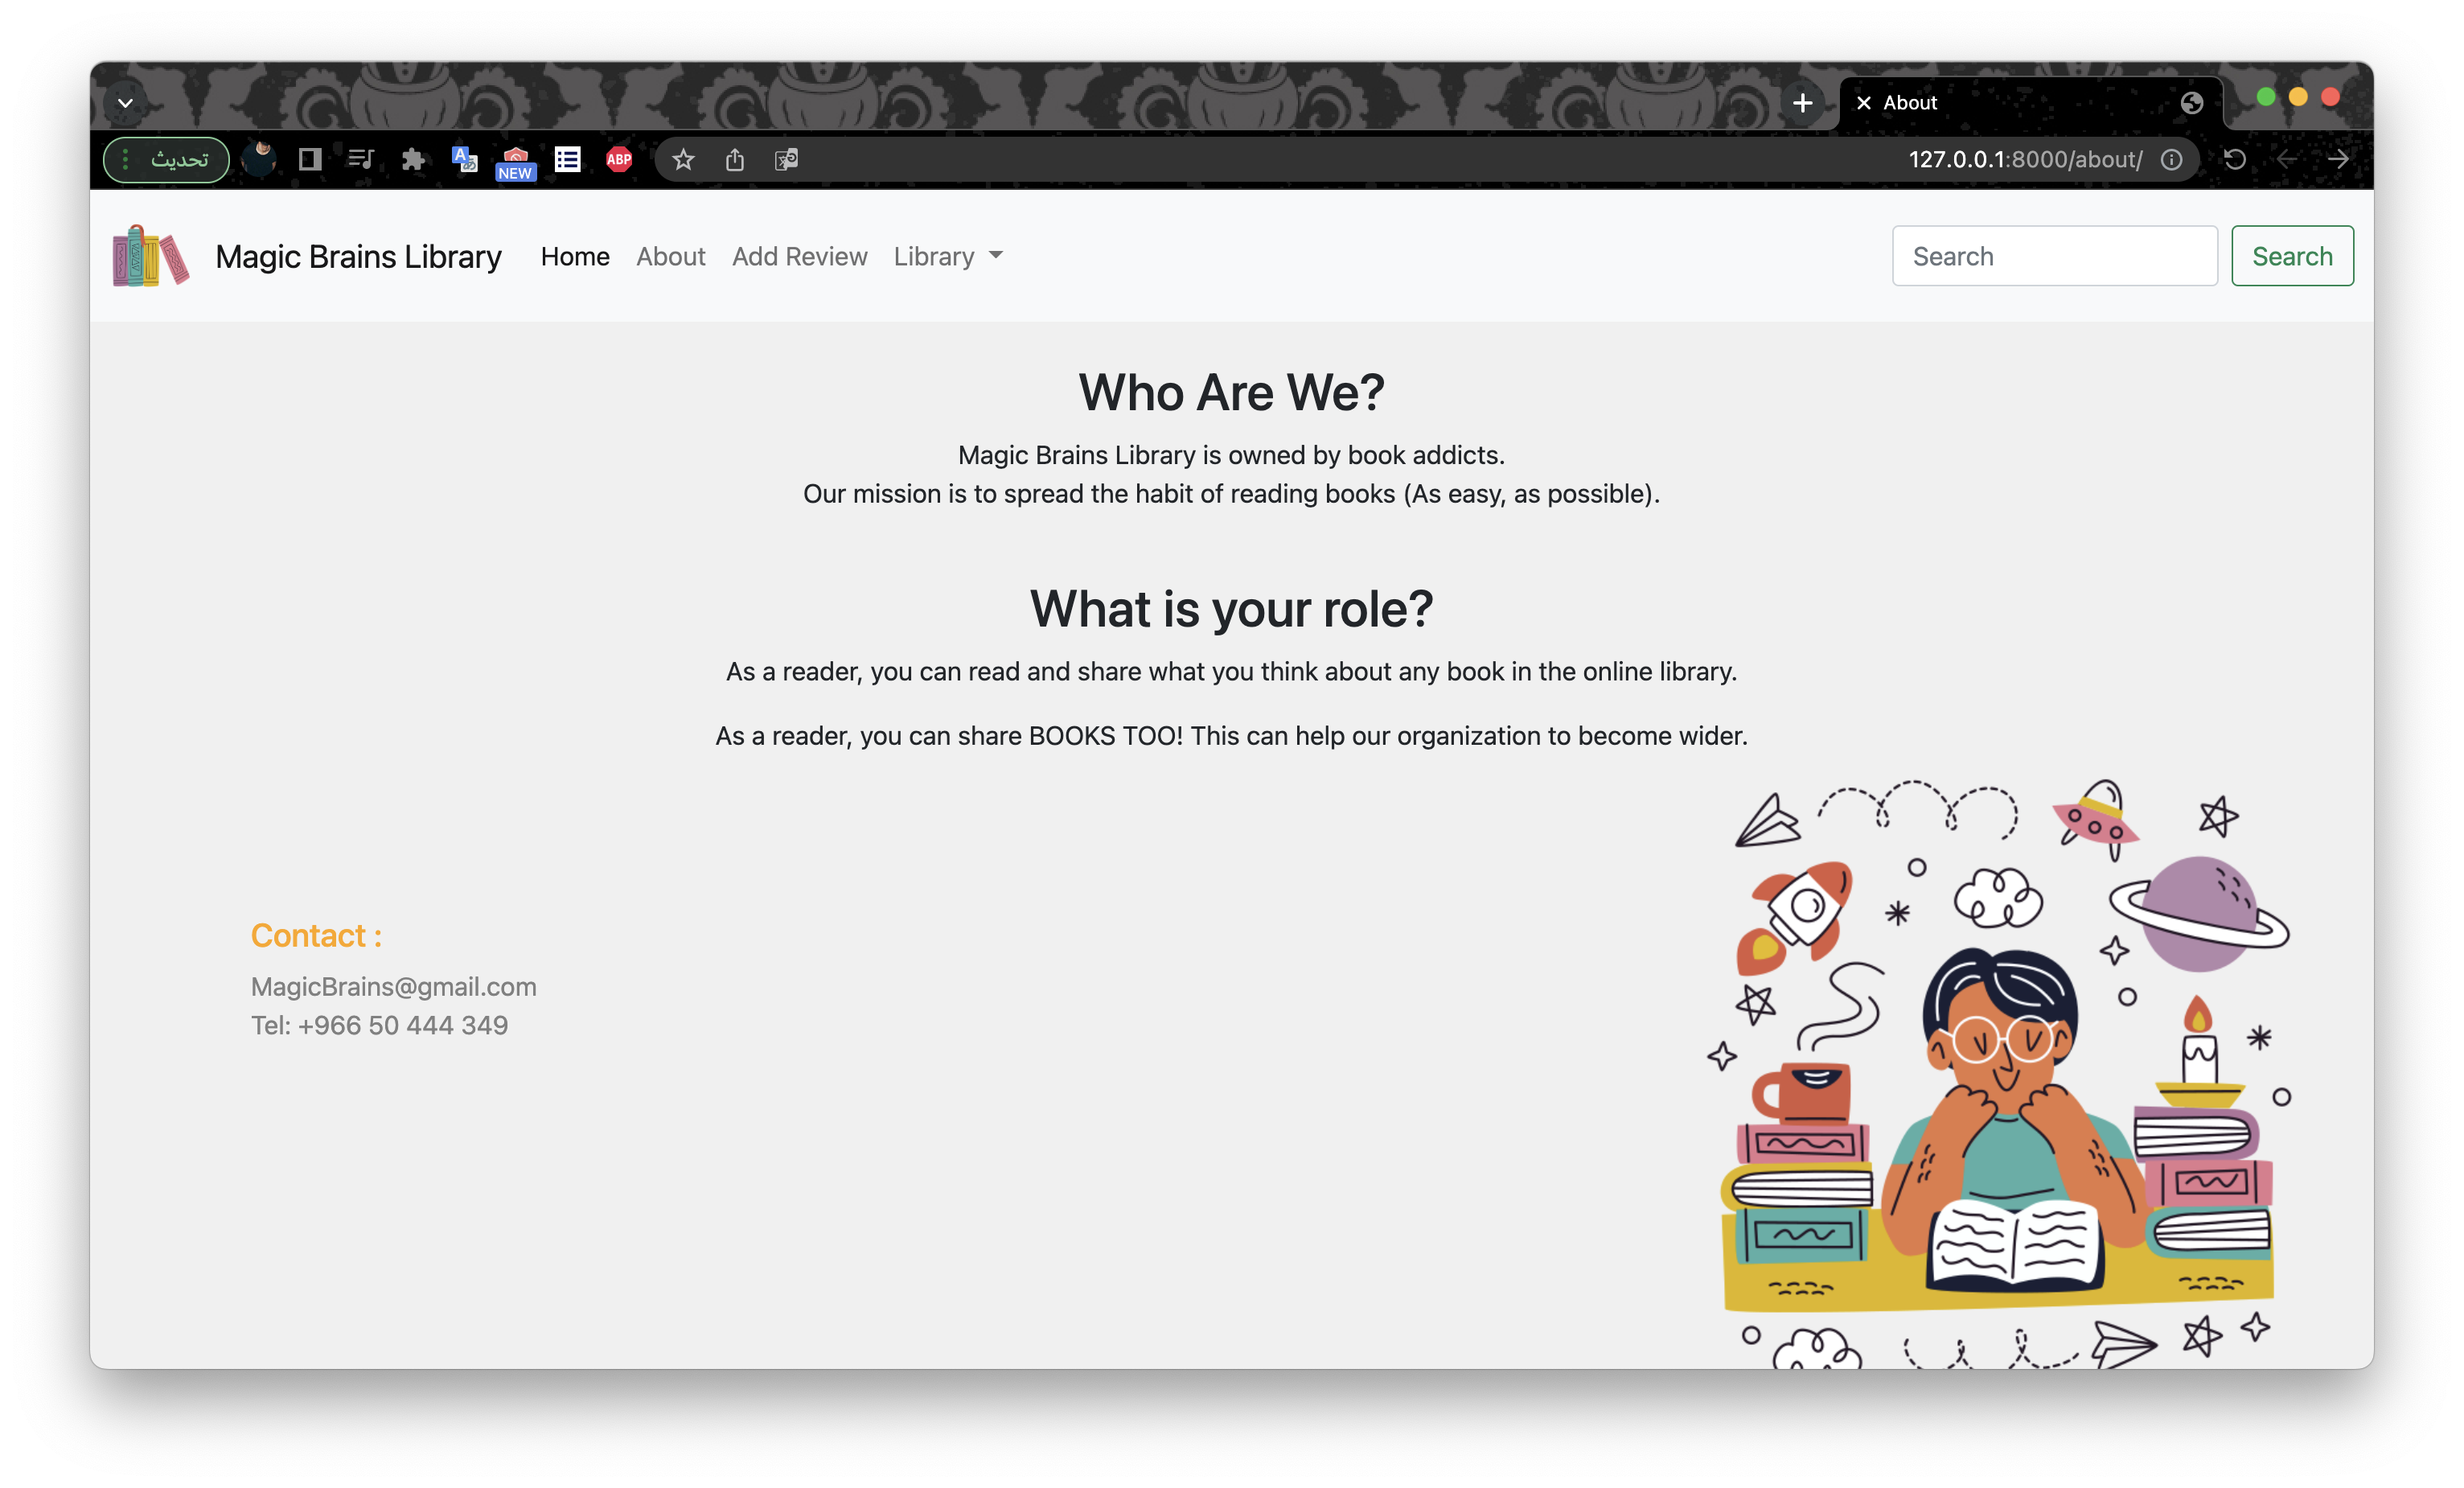 About
تحديث
NEW
ABP
127.0.0.1:8000/about/
Magic Brains Library
Home
About
Add Review
Library
Search
Search
Who Are We?
Magic Brains Library is owned by book addicts.
Our mission is to spread the habit of reading books (As easy, as possible).
What is your role?
As a reader, you can read and share what you think about any book in the online library.
As a reader, you can share BOOKS TOO! This can help our organization to become wider.
Contact :
MagicBrains@gmail.com
Tel: +966 50 444 349